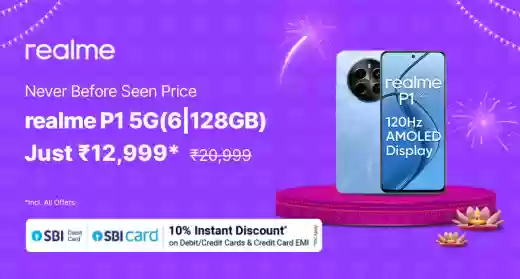 realme
Never Before Seen Price
realme P1 5G(6|128GB)
Just ₹12,999* ₹20,999
*Incl. All Offers
realme
P1
120Hz
AMOLED
Display
SBI Debit Card
SBI card
10% Instant Discount*
on Debit/Credit Cards & Credit Card EMI